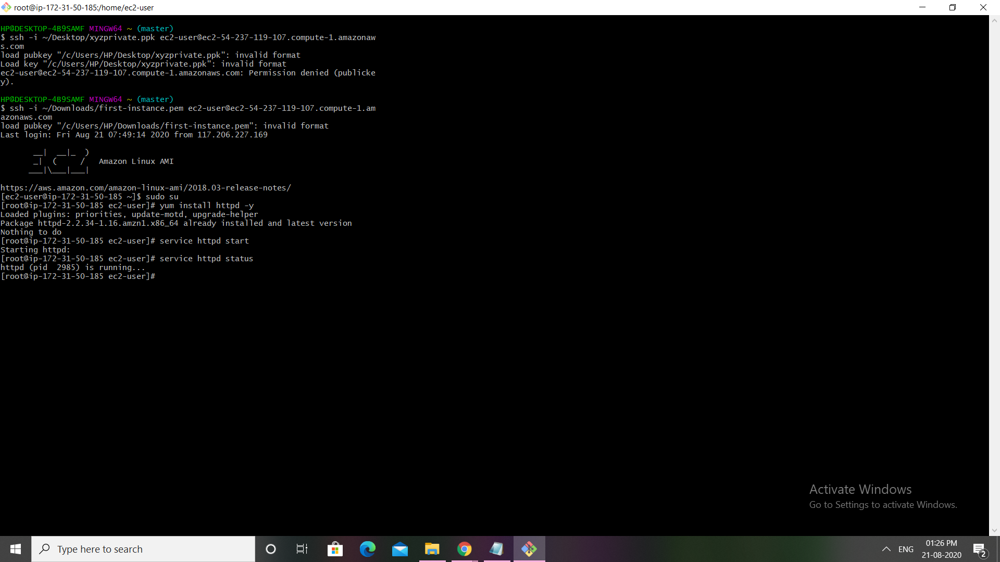 root@ip-172-31-50-185:/home/ec2-user
HP@DESKTOP-4B9SAMF MINGW64 ~ (master)
$ ssh -i ~/Desktop/xyzprivate.ppk ec2-user@ec2-54-237-119-107.compute-1.amazonaw
s.com
load pubkey "/c/Users/HP/Desktop/xyzprivate.ppk": invalid format
Load key "/c/Users/HP/Desktop/xyzprivate.ppk": invalid format
ec2-user@ec2-54-237-119-107.compute-1.amazonaws.com: Permission denied (publicke
y).
HP@DESKTOP-4B9SAMF MINGW64 ~ (master)
$ ssh -i ~/Downloads/first-instance.pem ec2-user@ec2-54-237-119-107.compute-1.am
azonaws.com
load pubkey "/c/Users/HP/Downloads/first-instance.pem": invalid format
Last login: Fri Aug 21 07:49:14 2020 from 117.206.227.169
       __|  __|_  )
       _|  (     /   Amazon Linux AMI
      ___|\___|___|
https://aws.amazon.com/amazon-linux-ami/2018.03-release-notes/
[ec2-user@ip-172-31-50-185 ~]$ sudo su
[root@ip-172-31-50-185 ec2-user]# yum install httpd -y
Loaded plugins: priorities, update-motd, upgrade-helper
Package httpd-2.2.34-1.16.amzn1.x86_64 already installed and latest version
Nothing to do
[root@ip-172-31-50-185 ec2-user]# service httpd start
Starting httpd:
[root@ip-172-31-50-185 ec2-user]# service httpd status
httpd (pid  2985) is running...
[root@ip-172-31-50-185 ec2-user]#
Activate Windows
Go to Settings to activate Windows.
Type here to search
ENG
01:26 PM
21-08-2020
2